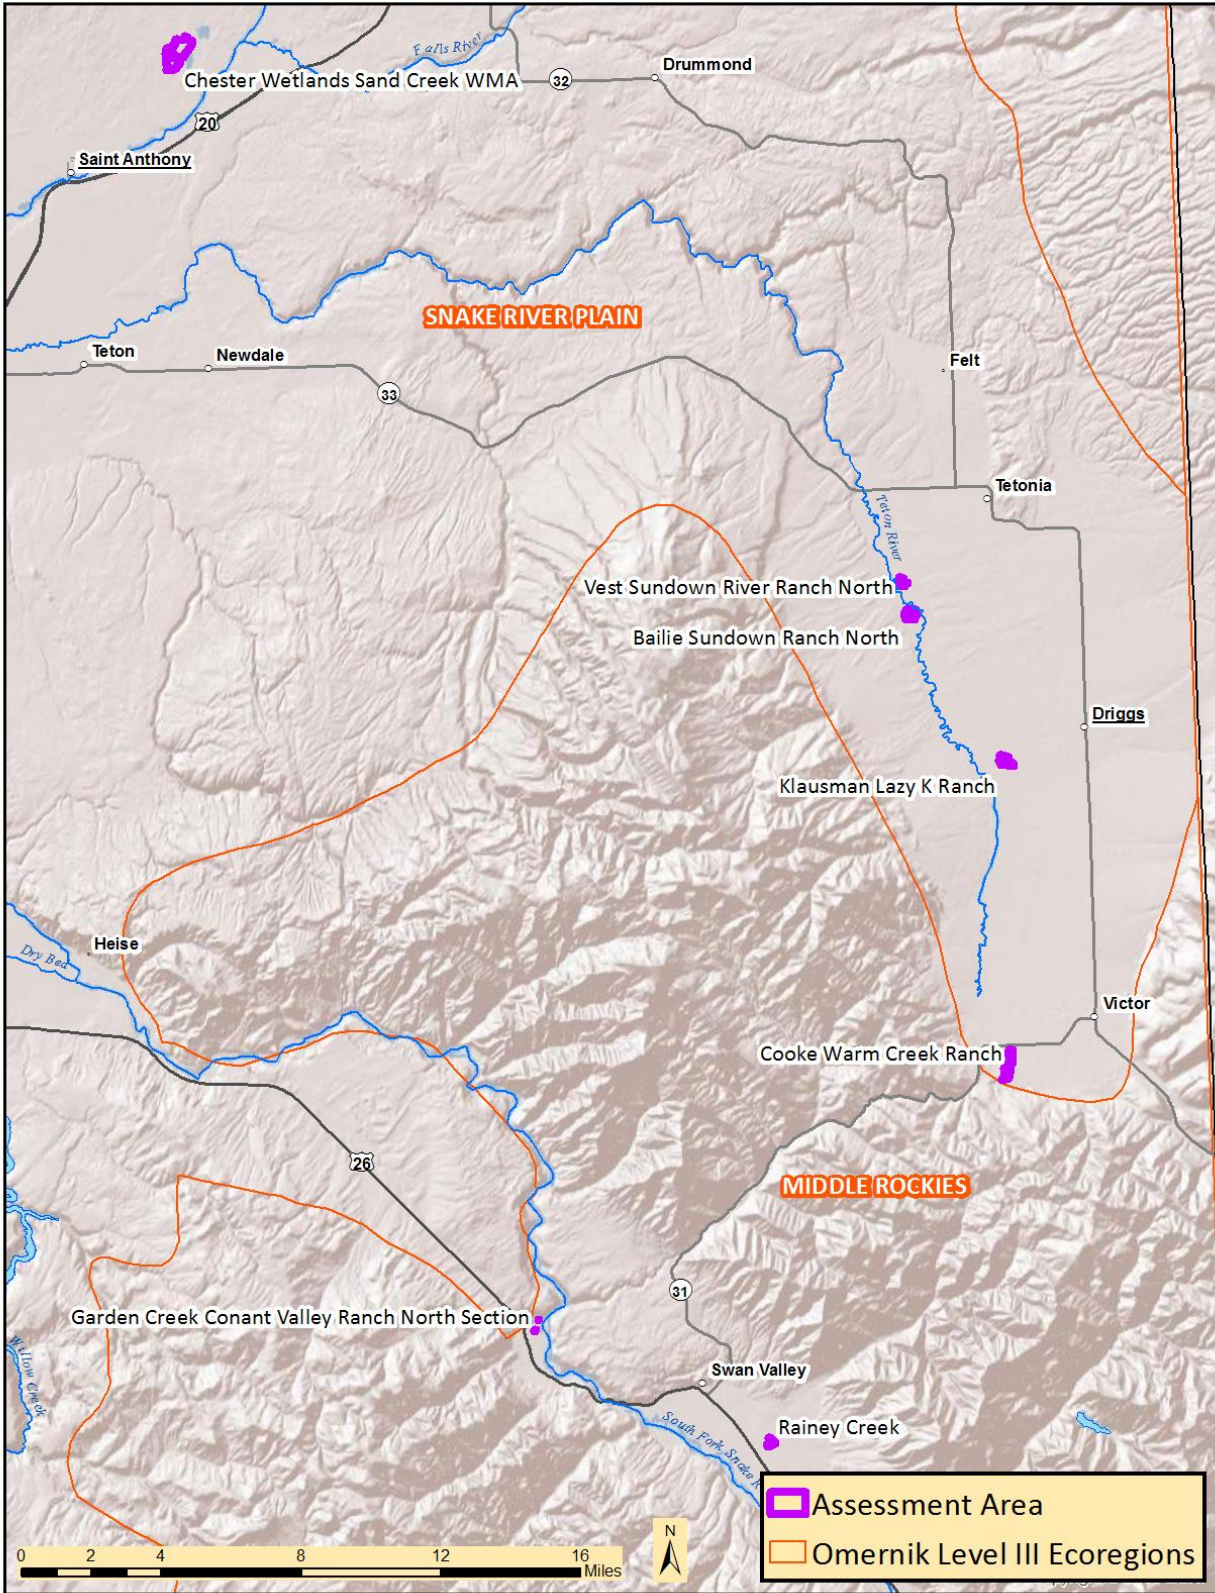 Falls River
Chester Wetlands Sand Creek WMA
32
Drummond
20
Saint Anthony
SNAKE RIVER PLAIN
Teton
Newdale
Felt
33
Tetonia
Teton River
Vest Sundown River Ranch North
Bailie Sundown Ranch North
Driggs
Klausman Lazy K Ranch
Heise
Dry Bed
Victor
Cooke Warm Creek Ranch
26
MIDDLE ROCKIES
31
Garden Creek Conant Valley Ranch North Section
Willow Creek
Swan Valley
South Fork Snake R
Rainey Creek
Assessment Area
Omernik Level III Ecoregions
N
0 2 4 8 12 16
Miles